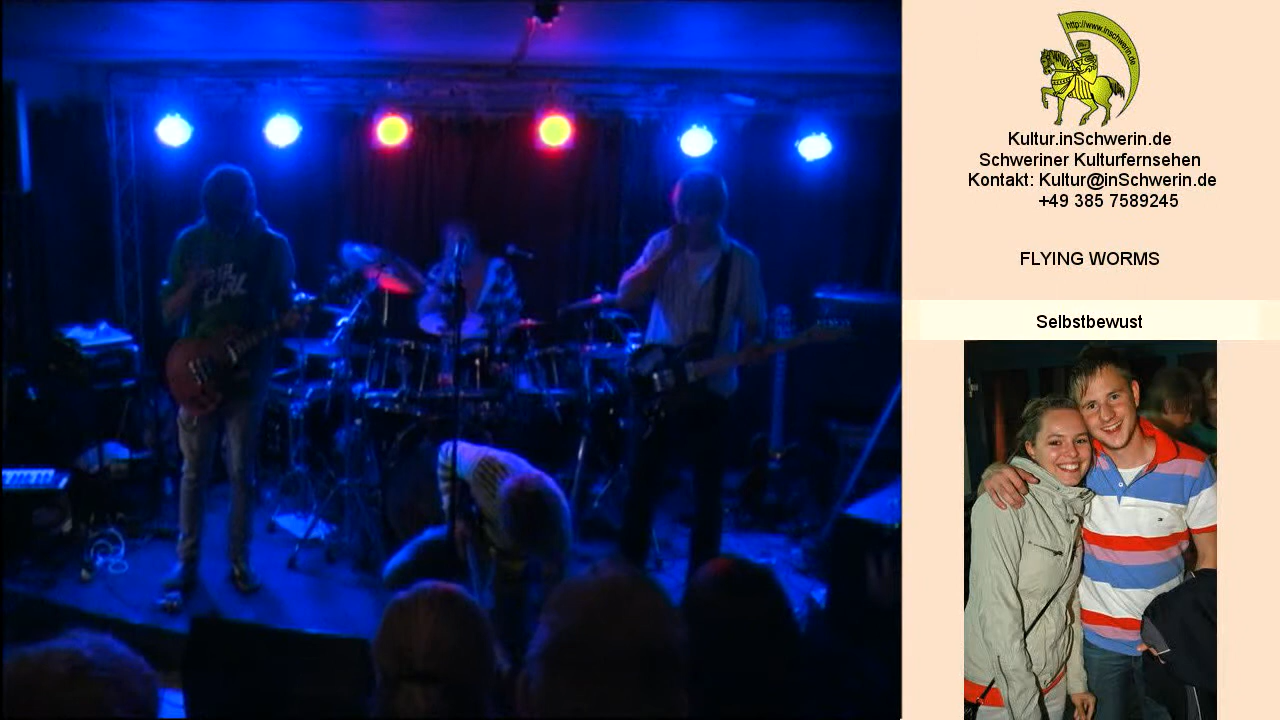 http://www.inschwerin.de
Kultur.inSchwerin.de
Schweriner Kulturfernsehen
Kontakt: Kultur@inSchwerin.de
+49 385 7589245
FLYING WORMS
Selbstbewust